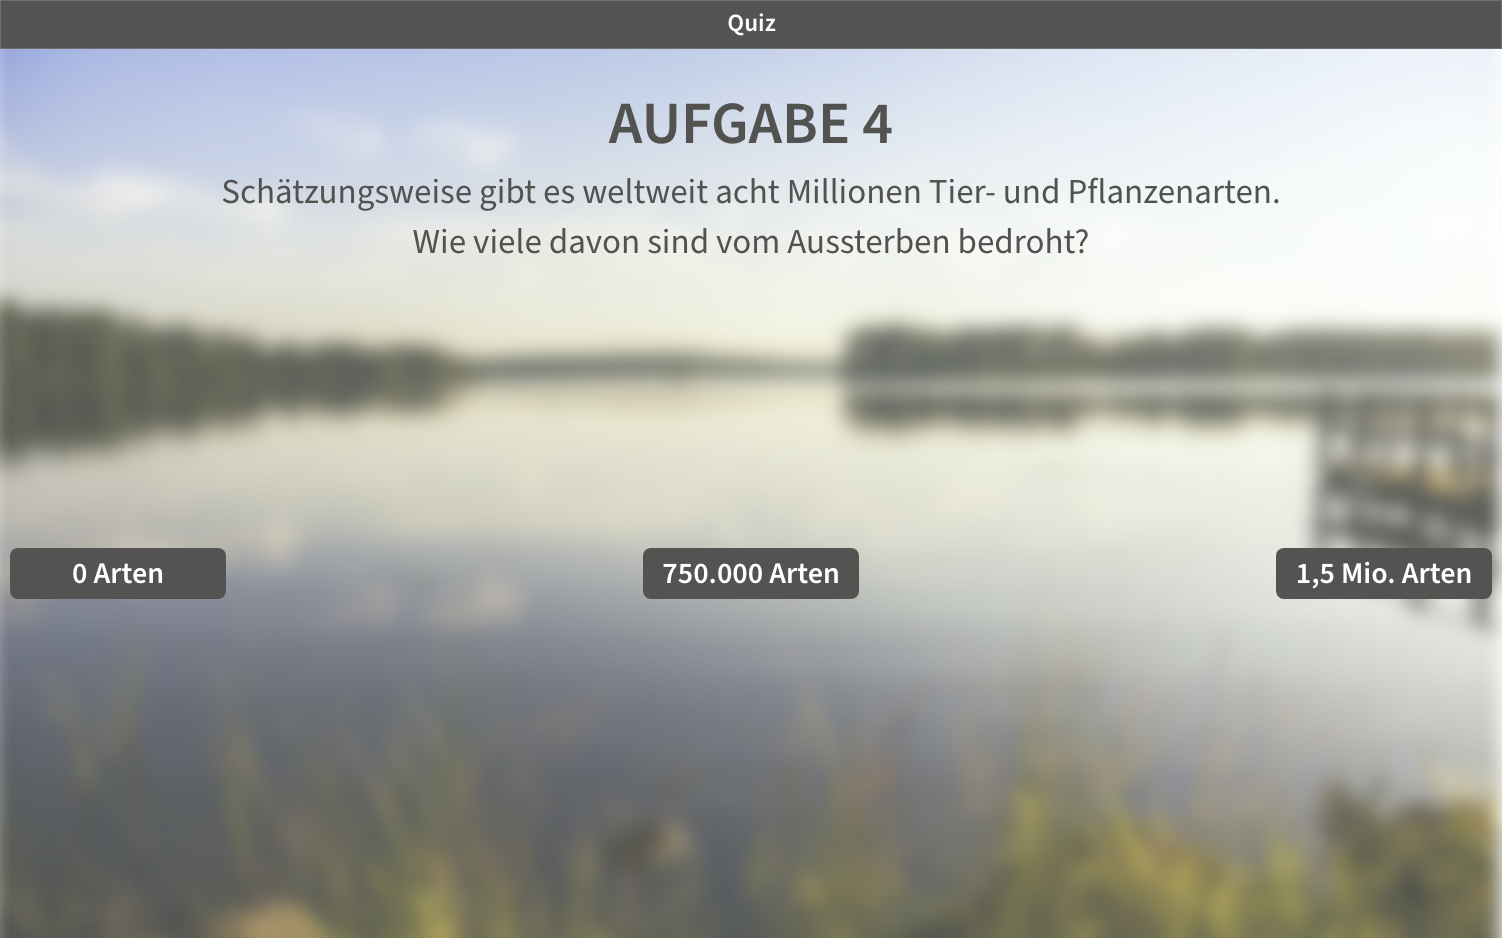 Quiz
AUFGABE 4
Schätzungsweise gibt es weltweit acht Millionen Tier- und Pflanzenarten.
Wie viele davon sind vom Aussterben bedroht?
0 Arten
750.000 Arten
1,5 Mio. Arten